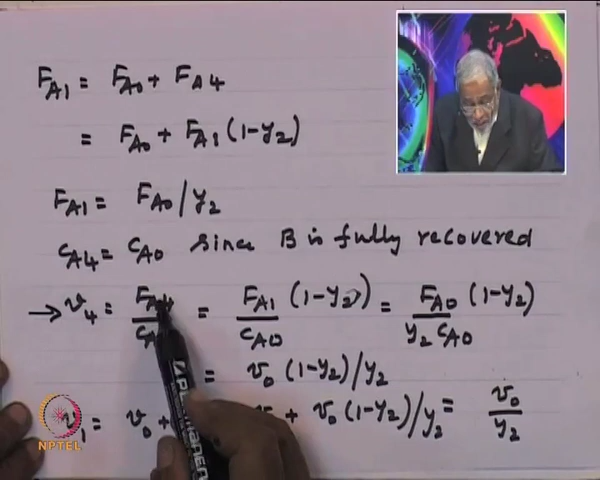 F_A1 = F_A0 + F_A4
= F_A0 + F_A1 (1-y_2)
F_A1 = F_A0 / y_2
C_A4 = C_A0 since B is fully recovered
→ v_4 = F_A4 / = F_A1 / C_A0 (1-y_2) = F_A0 / y_2 C_A0 (1-y_2)
= v_0 (1-y_2)/y_2
v_1 = v_0 + + v_0 (1-y_2)/y_2 = v_0 / y_2
NPTEL